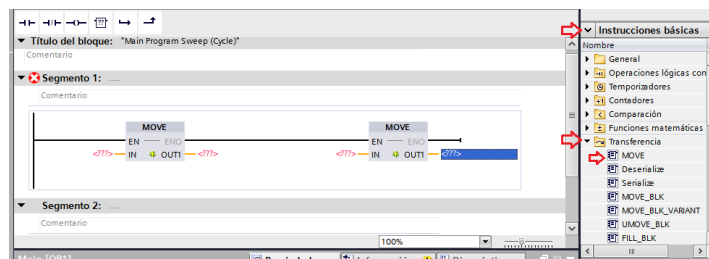 Título del bloque: "Main Program Sweep (Cycle)"
Comentario
Segmento 1: .....
Comentario
MOVE MOVE
EN ENO EN ENO
<???> IN OUT1 <???> <???> IN OUT1 <???>
Segmento 2: .....
Comentario
100%
Main [OB1]
Instrucciones básicas
Nombre
General
Operaciones lógicas con
Temporizadores
Contadores
Comparación
Funciones matemáticas
Transferencia
MOVE
Deserialize
Serialize
MOVE_BLK
MOVE_BLK_VARIANT
UMOVE_BLK
FILL_BLK